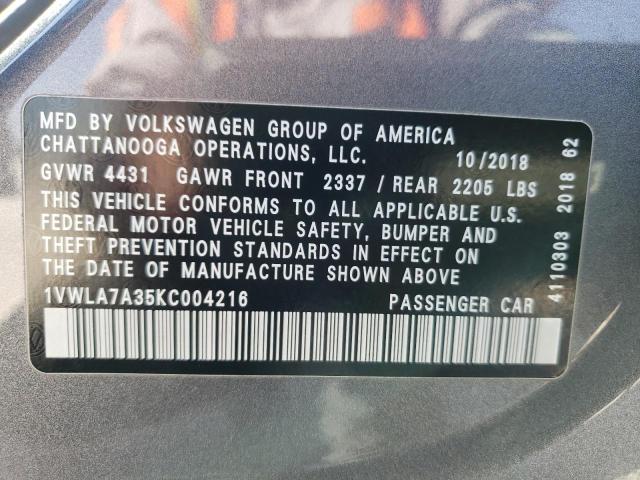 MFD BY VOLKSWAGEN GROUP OF AMERICA
CHATTANOOGA OPERATIONS, LLC. 10/2018
GVWR 4431 GAWR FRONT 2337 / REAR 2205 LBS
THIS VEHICLE CONFORMS TO ALL APPLICABLE U.S.
FEDERAL MOTOR VEHICLE SAFETY, BUMPER AND
THEFT PREVENTION STANDARDS IN EFFECT ON
THE DATE OF MANUFACTURE SHOWN ABOVE
1VWLA7A35KC004216 PASSENGER CAR
4110303 2018 62